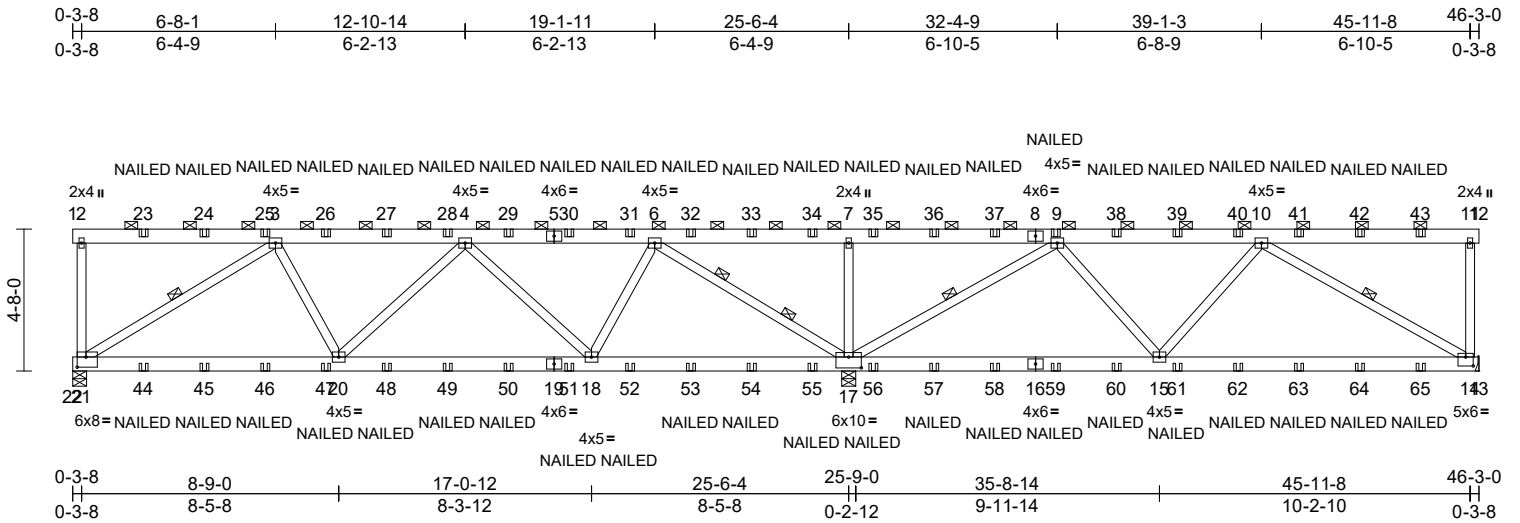 0-3-8 6-8-1 12-10-14 19-1-11 25-6-4 32-4-9 39-1-3 45-11-8 46-3-0
0-3-8 6-4-9 6-2-13 6-2-13 6-4-9 6-10-5 6-8-9 6-10-5 0-3-8
NAILED
NAILED NAILED NAILED NAILED NAILED NAILED NAILED NAILED NAILED NAILED NAILED NAILED NAILED NAILED NAILED 4x5= NAILED NAILED NAILED NAILED NAILED NAILED
2x4 II 4x5= 4x5= 4x6= 4x5= 2x4 II 4x6= 4x5= 2x4 II
1 2 23 24 25 3 26 27 28 4 29 5 30 31 6 32 33 34 7 35 36 37 8 9 38 39 40 10 41 42 43 11 12
4-8-0
22 21 44 45 46 47 20 48 49 50 19 51 18 52 53 54 55 17 56 57 58 16 59 60 15 61 62 63 64 65 14 13
6x8= NAILED NAILED NAILED 4x5= NAILED NAILED 4x6= NAILED NAILED 6x10= NAILED 4x6= 4x5= NAILED NAILED NAILED NAILED NAILED 5x6=
NAILED NAILED 4x5= NAILED NAILED NAILED NAILED NAILED
NAILED NAILED
0-3-8 8-9-0 17-0-12 25-6-4 25-9-0 35-8-14 45-11-8 46-3-0
0-3-8 8-5-8 8-3-12 8-5-8 0-2-12 9-11-14 10-2-10 0-3-8